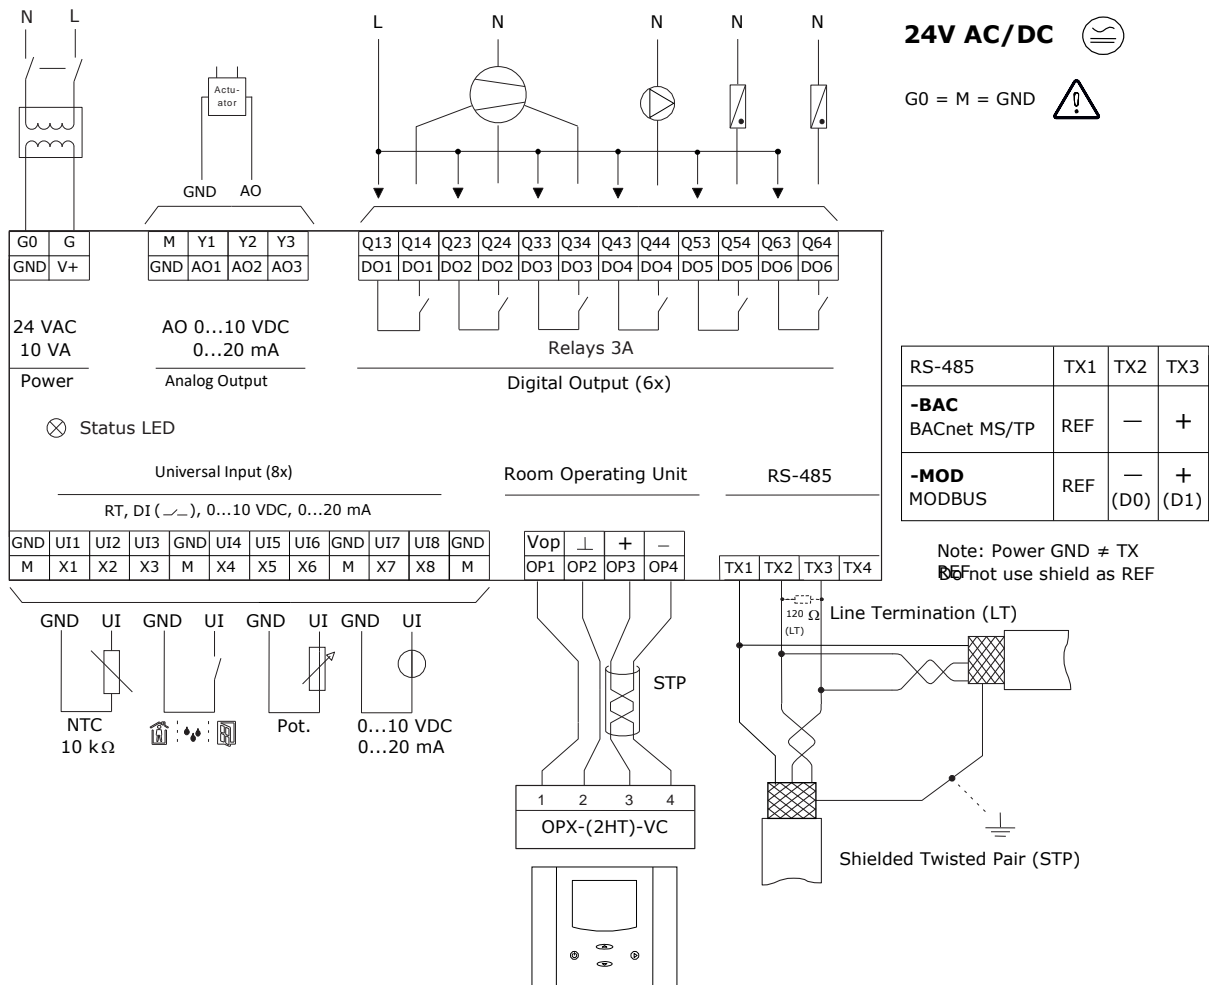 N L
L N N N N
24V AC/DC
G0 = M = GND
Actu-
ator
GND AO
G0 G
GND V+
M Y1 Y2 Y3
GND AO1 AO2 AO3
Q13 Q14 Q23 Q24 Q33 Q34 Q43 Q44 Q53 Q54 Q63 Q64
DO1 DO1 DO2 DO2 DO3 DO3 DO4 DO4 DO5 DO5 DO6 DO6
24 VAC
10 VA
Power
AO 0...10 VDC
0...20 mA
Analog Output
Relays 3A
Digital Output (6x)
RS-485 TX1 TX2 TX3
-BAC
BACnet MS/TP REF — +
-MOD
MODBUS REF — (D0) + (D1)
Note: Power GND ≠ TX
REF
Do not use shield as REF
Status LED
Universal Input (8x)
RT, DI ( ), 0...10 VDC, 0...20 mA
Room Operating Unit
RS-485
GND UI1 UI2 UI3 GND UI4 UI5 UI6 GND UI7 UI8 GND
M X1 X2 X3 M X4 X5 X6 M X7 X8 M
Vop ⊥ + –
OP1 OP2 OP3 OP4
TX1 TX2 TX3 TX4
GND UI GND UI GND UI GND UI
NTC
10 kΩ
Pot.
0...10 VDC
0...20 mA
STP
120 Ω
(LT)
Line Termination (LT)
1 2 3 4
OPX-(2HT)-VC
Shielded Twisted Pair (STP)